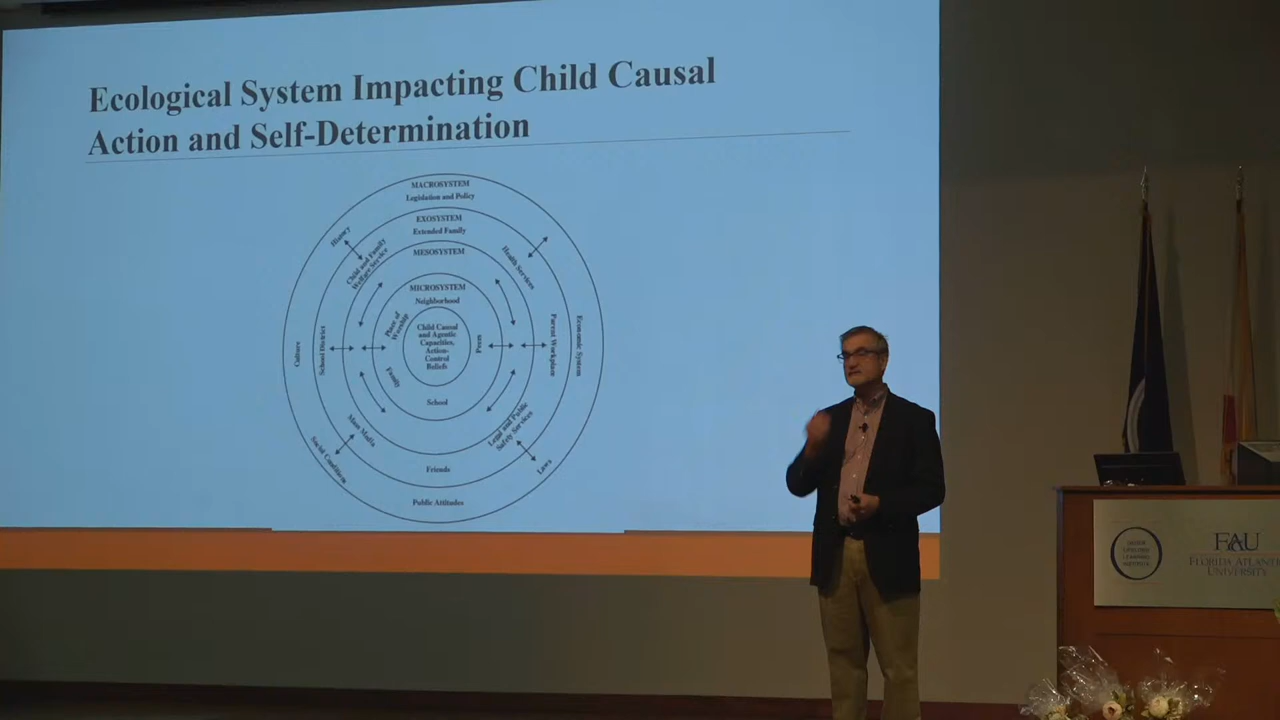 Ecological System Impacting Child Causal
Action and Self-Determination
MACROSYSTEM
Legislation and Policy
EXOSYSTEM
Extended Family
MESOSYSTEM
MICROSYSTEM
Neighborhood
Child Causal
and Agentic
Capacities,
Action-
Control
Beliefs
Place of
Worship
Peers
Family
School
Child and Family
Welfare Service
Health Services
School District
Parent Workplace
Mass Media
Legal and Public
Safety Services
Friends
History
Culture
Economic System
Social Conditions
Laws
Public Attitudes
FAU
FLORIDA ATLANTIC
UNIVERSITY